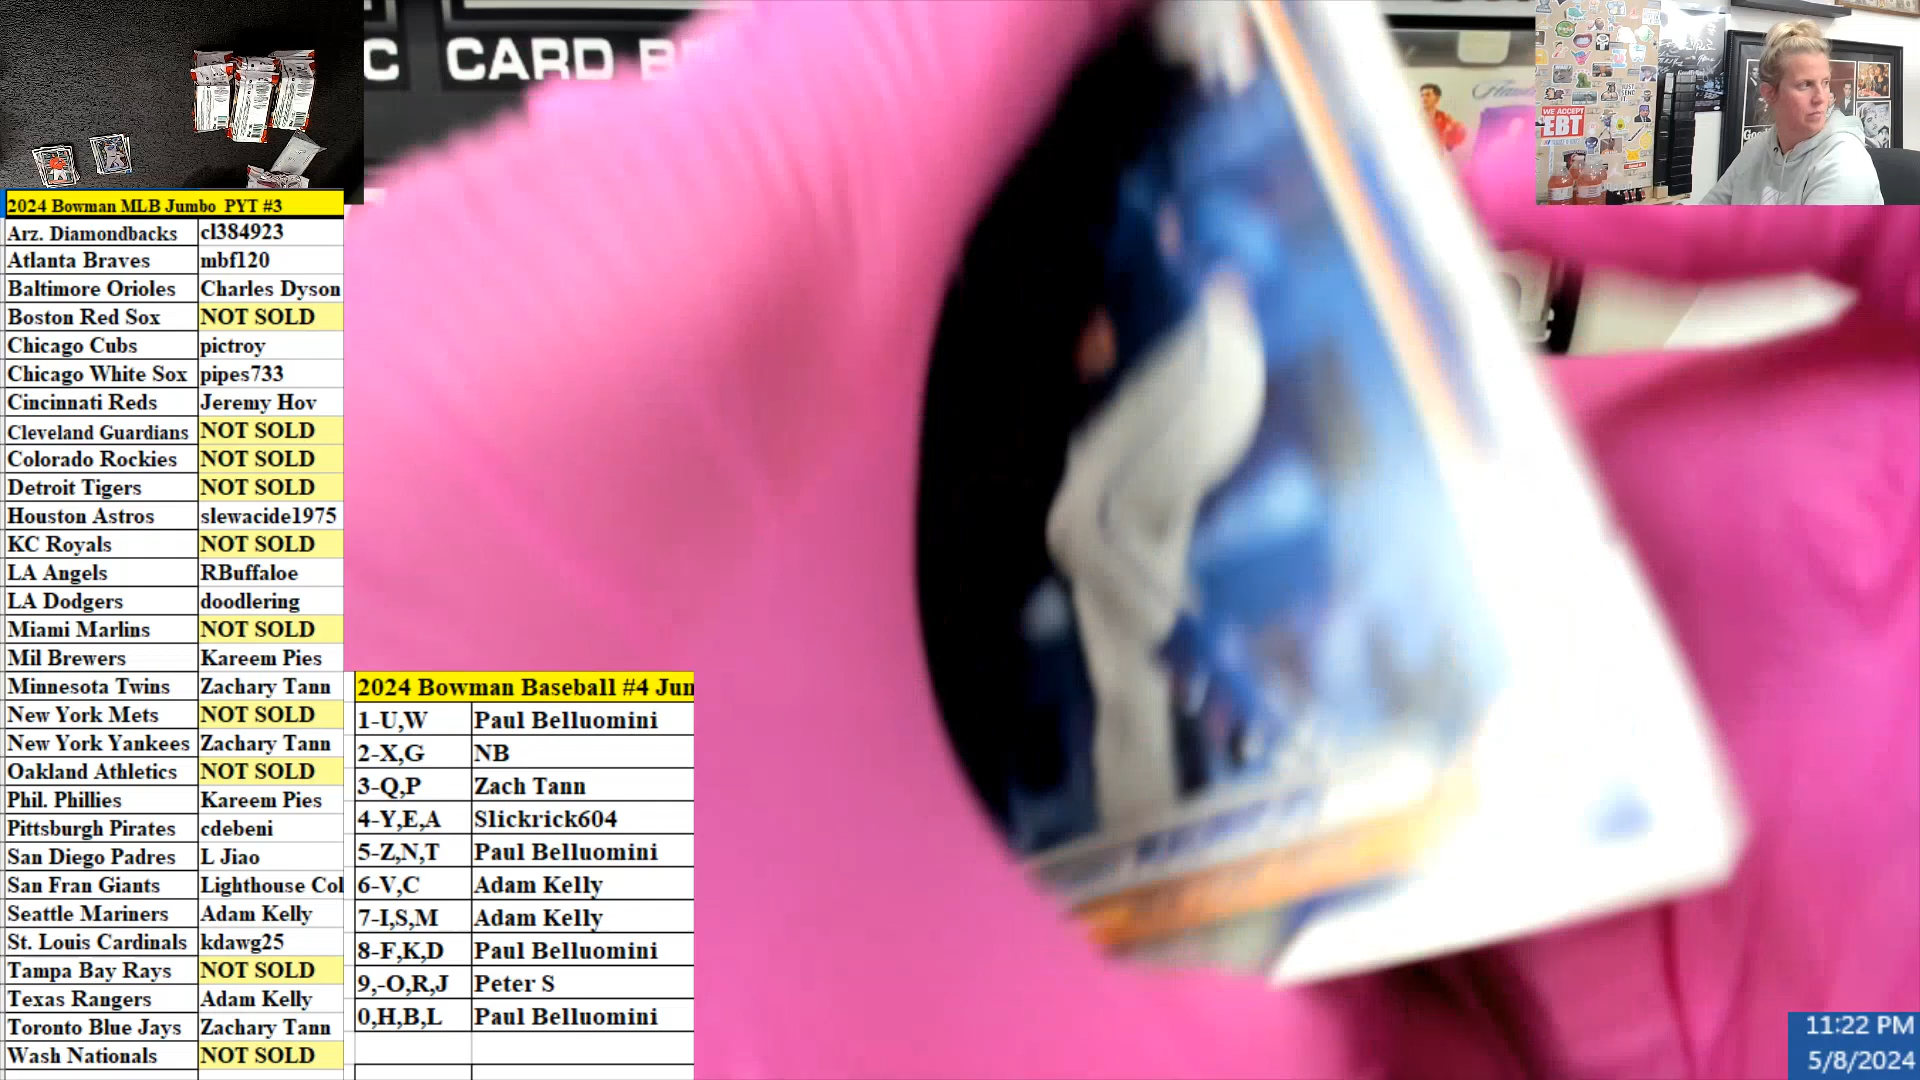 C CARD B
WE ACCEPT
EBT
2024 Bowman MLB Jumbo PYT #3
Arz. Diamondbacks cl384923
Atlanta Braves mbf120
Baltimore Orioles Charles Dyson
Boston Red Sox NOT SOLD
Chicago Cubs pictroy
Chicago White Sox pipes733
Cincinnati Reds Jeremy Hov
Cleveland Guardians NOT SOLD
Colorado Rockies NOT SOLD
Detroit Tigers NOT SOLD
Houston Astros slewacide1975
KC Royals NOT SOLD
LA Angels RBuffaloe
LA Dodgers doodlering
Miami Marlins NOT SOLD
Mil Brewers Kareem Pies
Minnesota Twins Zachary Tann
New York Mets NOT SOLD
New York Yankees Zachary Tann
Oakland Athletics NOT SOLD
Phil. Phillies Kareem Pies
Pittsburgh Pirates cdebeni
San Diego Padres L Jiao
San Fran Giants Lighthouse Col
Seattle Mariners Adam Kelly
St. Louis Cardinals kdawg25
Tampa Bay Rays NOT SOLD
Texas Rangers Adam Kelly
Toronto Blue Jays Zachary Tann
Wash Nationals NOT SOLD
2024 Bowman Baseball #4 Jun
1-U,W Paul Belluomini
2-X,G NB
3-Q,P Zach Tann
4-Y,E,A Slickrick604
5-Z,N,T Paul Belluomini
6-V,C Adam Kelly
7-I,S,M Adam Kelly
8-F,K,D Paul Belluomini
9,-O,R,J Peter S
0,H,B,L Paul Belluomini
11:22 PM
5/8/2024